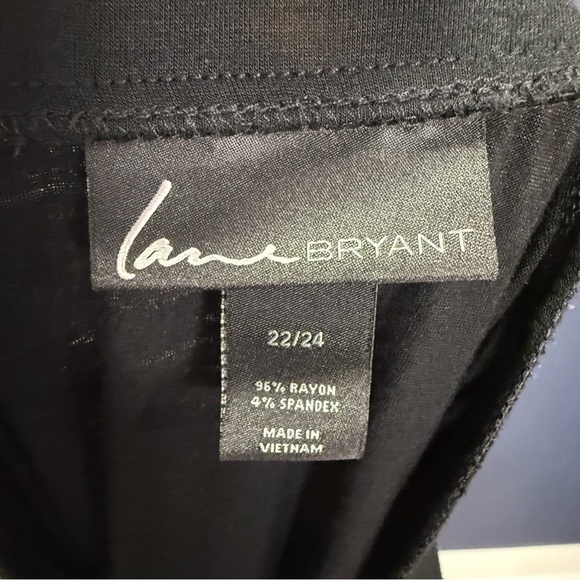 lane BRYANT
22/24
96% RAYON
4% SPANDEX
MADE IN
VIETNAM